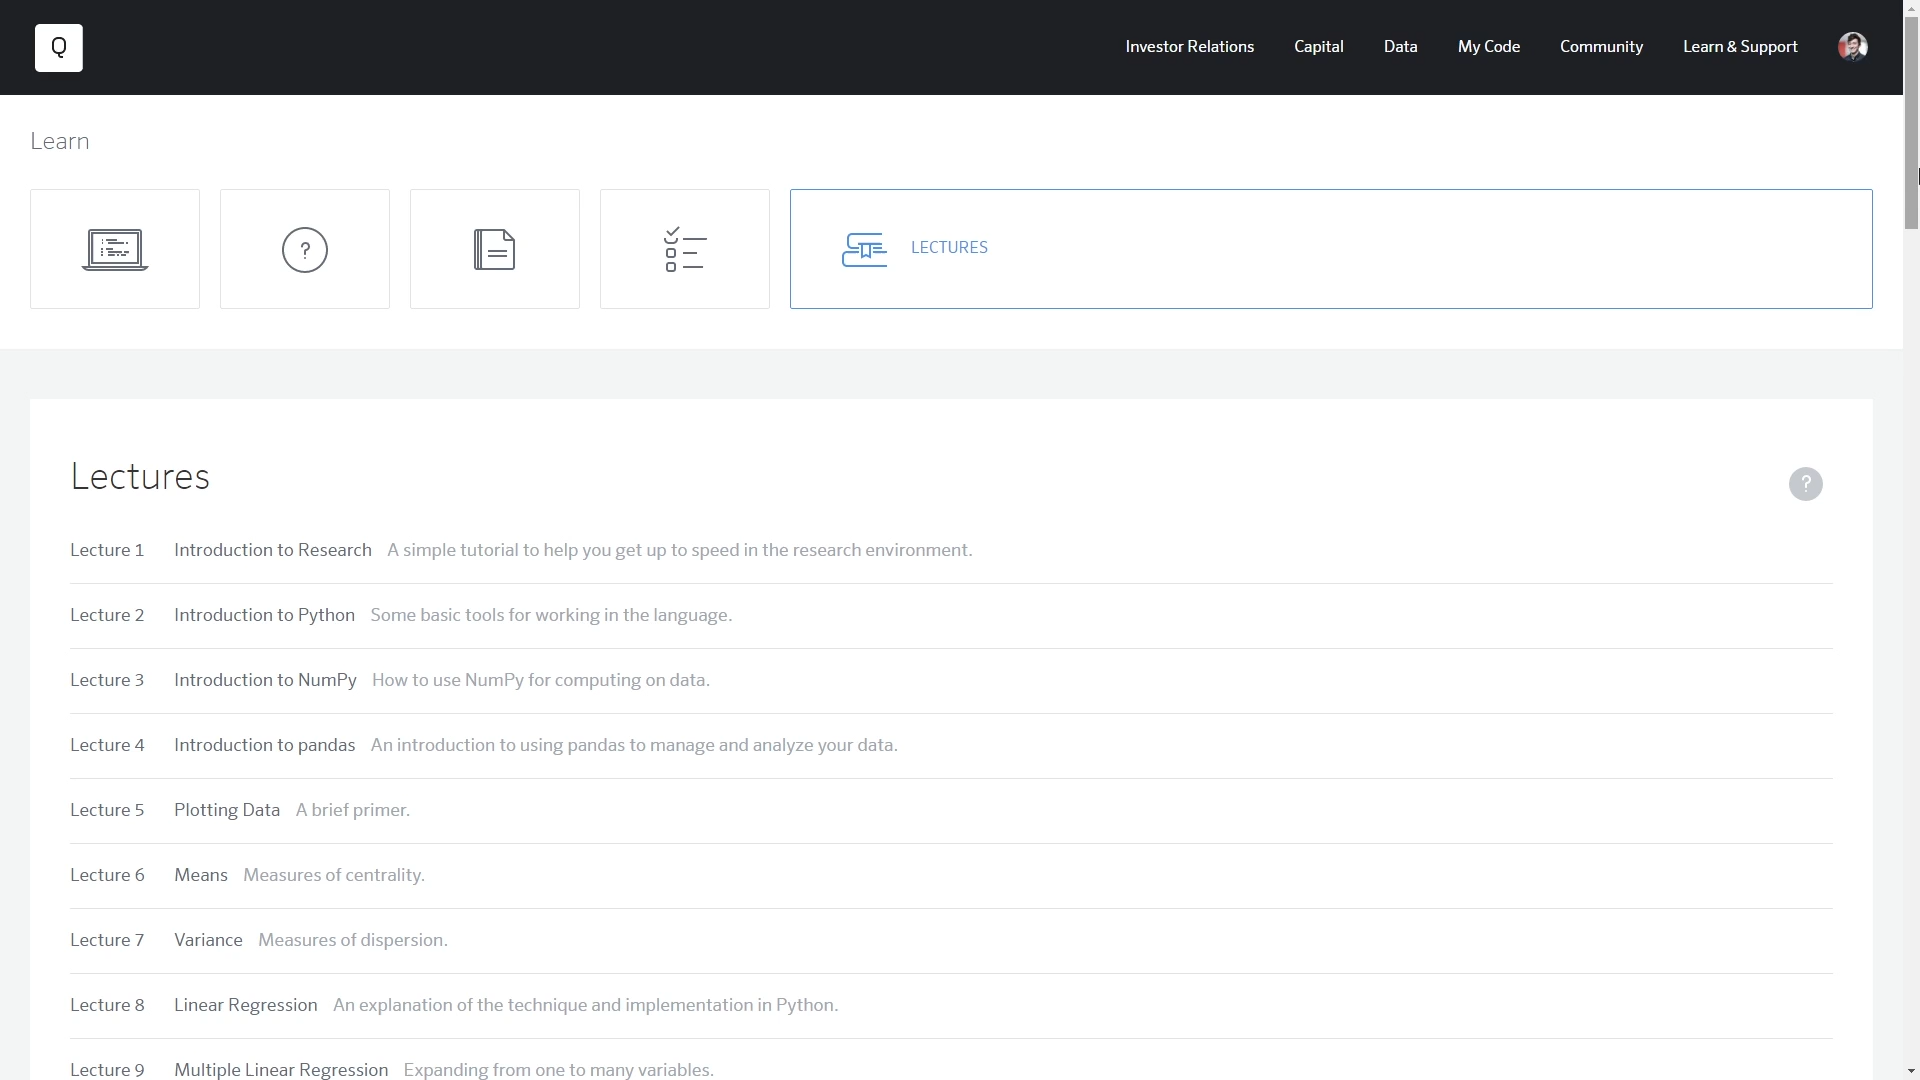 Q
Investor Relations Capital Data My Code Community Learn & Support
Learn
?
LECTURES
Lectures
?
Lecture 1 Introduction to Research A simple tutorial to help you get up to speed in the research environment.
Lecture 2 Introduction to Python Some basic tools for working in the language.
Lecture 3 Introduction to NumPy How to use NumPy for computing on data.
Lecture 4 Introduction to pandas An introduction to using pandas to manage and analyze your data.
Lecture 5 Plotting Data A brief primer.
Lecture 6 Means Measures of centrality.
Lecture 7 Variance Measures of dispersion.
Lecture 8 Linear Regression An explanation of the technique and implementation in Python.
Lecture 9 Multiple Linear Regression Expanding from one to many variables.